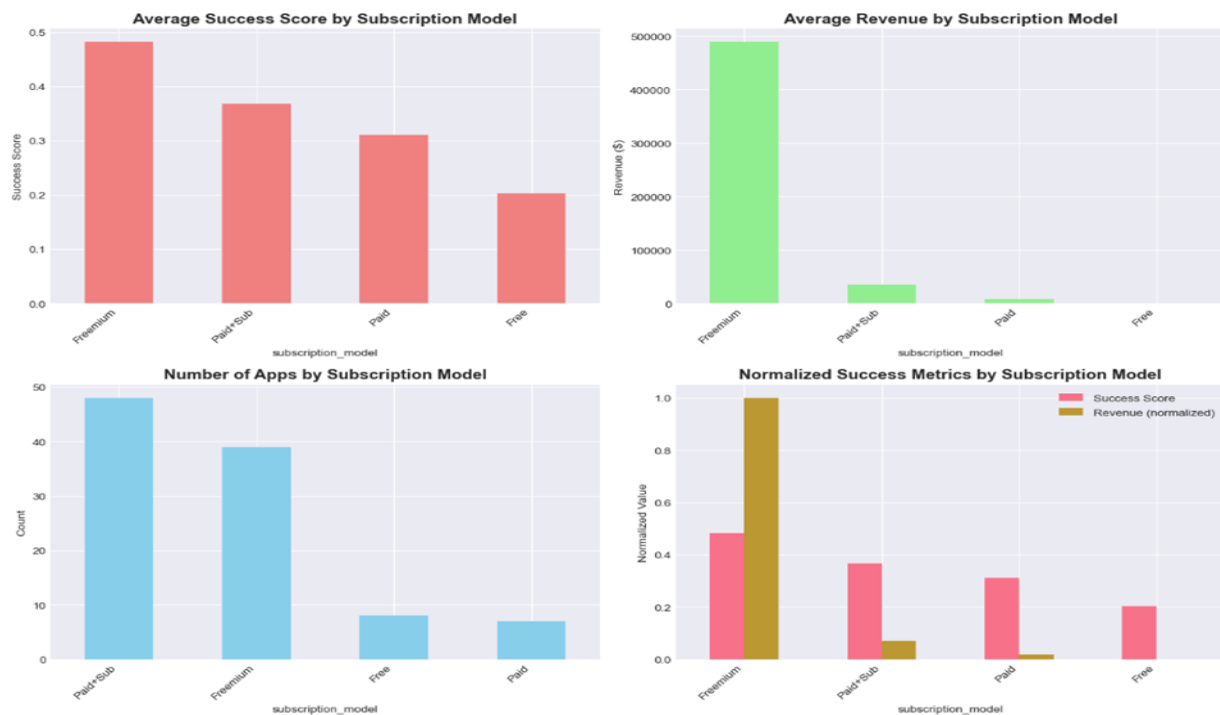 Average Success Score by Subscription Model
0.5
0.4
0.3
0.2
0.1
0.0
Success Score
Freemium
Paid+Sub
Paid
Free
subscription_model
Average Revenue by Subscription Model
500000
400000
300000
200000
100000
0
Revenue ($)
Freemium
Paid+Sub
Paid
Free
subscription_model
Number of Apps by Subscription Model
50
40
30
20
10
0
Count
Paid+Sub
Freemium
Free
Paid
subscription_model
Normalized Success Metrics by Subscription Model
Success Score
Revenue (normalized)
1.0
0.8
0.6
0.4
0.2
0.0
Normalized Value
Freemium
Paid+Sub
Paid
Free
subscription_model